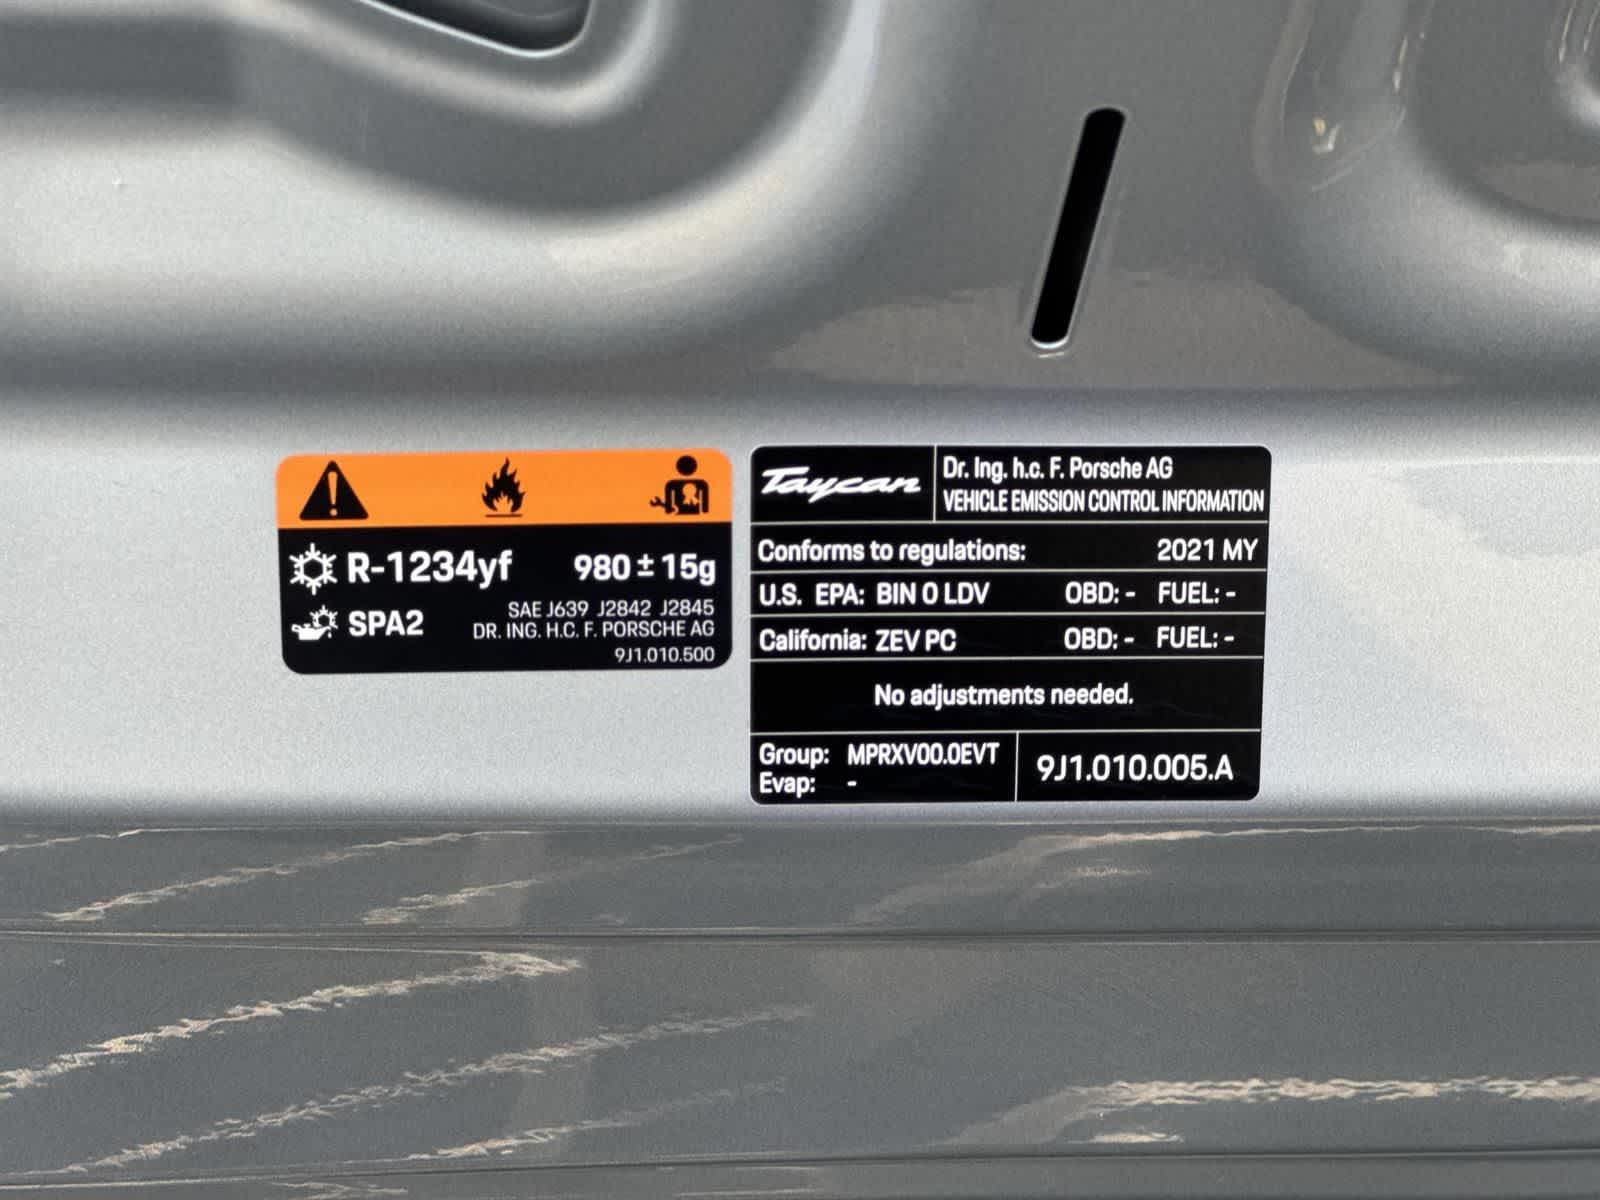 R-1234yf 980 ± 15g
SPA2
SAE J639 J2842 J2845
DR. ING. H.C. F. PORSCHE AG
9J1.010.500
Taycan
Dr. Ing. h.c. F. Porsche AG
VEHICLE EMISSION CONTROL INFORMATION
Conforms to regulations: 2021 MY
U.S. EPA: BIN 0 LDV OBD: - FUEL: -
California: ZEV PC OBD: - FUEL: -
No adjustments needed.
Group: MPRXV00.0EVT
Evap: -
9J1.010.005.A